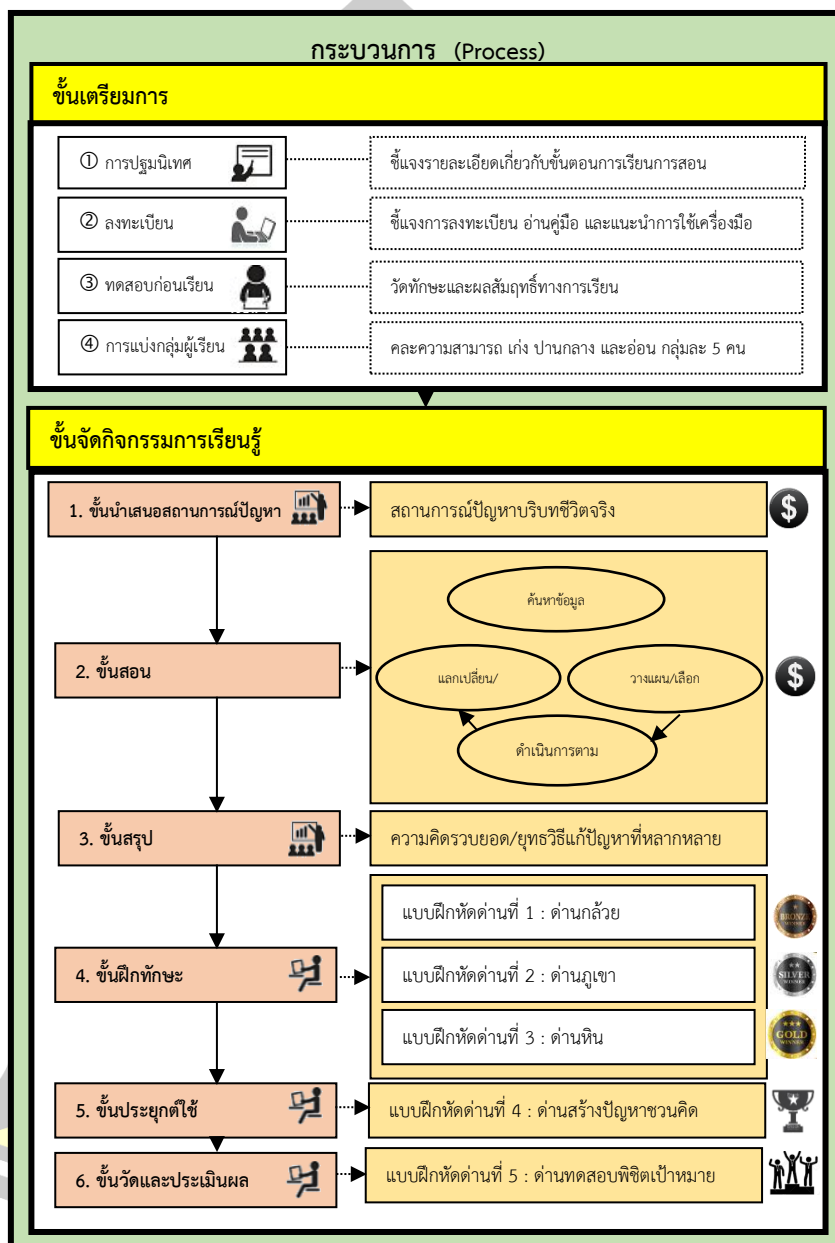 กระบวนการ (Process)
ขั้นเตรียมการ
① การปฐมนิเทศ
ชี้แจงรายละเอียดเกี่ยวกับขั้นตอนการเรียนการสอน
② ลงทะเบียน
ชี้แจงการลงทะเบียน อ่านคู่มือ และแนะนำการใช้เครื่องมือ
③ ทดสอบก่อนเรียน
วัดทักษะและผลสัมฤทธิ์ทางการเรียน
④ การแบ่งกลุ่มผู้เรียน
คละความสามารถ เก่ง ปานกลาง และอ่อน กลุ่มละ 5 คน
ขั้นจัดกิจกรรมการเรียนรู้
1. ขั้นนำเสนอสถานการณ์ปัญหา
สถานการณ์ปัญหาบริบทชีวิตจริง
$
2. ขั้นสอน
ค้นหาข้อมูล
แลกเปลี่ยน/
วางแผน/เลือก
ดำเนินการตาม
$
3. ขั้นสรุป
ความคิดรวบยอด/ยุทธวิธีแก้ปัญหาที่หลากหลาย
4. ขั้นฝึกทักษะ
แบบฝึกหัดด่านที่ 1 : ด่านกล้วย
BRONZE
WINNER
แบบฝึกหัดด่านที่ 2 : ด่านภูเขา
SILVER
WINNER
แบบฝึกหัดด่านที่ 3 : ด่านหิน
GOLD
WINNER
5. ขั้นประยุกต์ใช้
แบบฝึกหัดด่านที่ 4 : ด่านสร้างปัญหาชวนคิด
6. ขั้นวัดและประเมินผล
แบบฝึกหัดด่านที่ 5 : ด่านทดสอบพิชิตเป้าหมาย